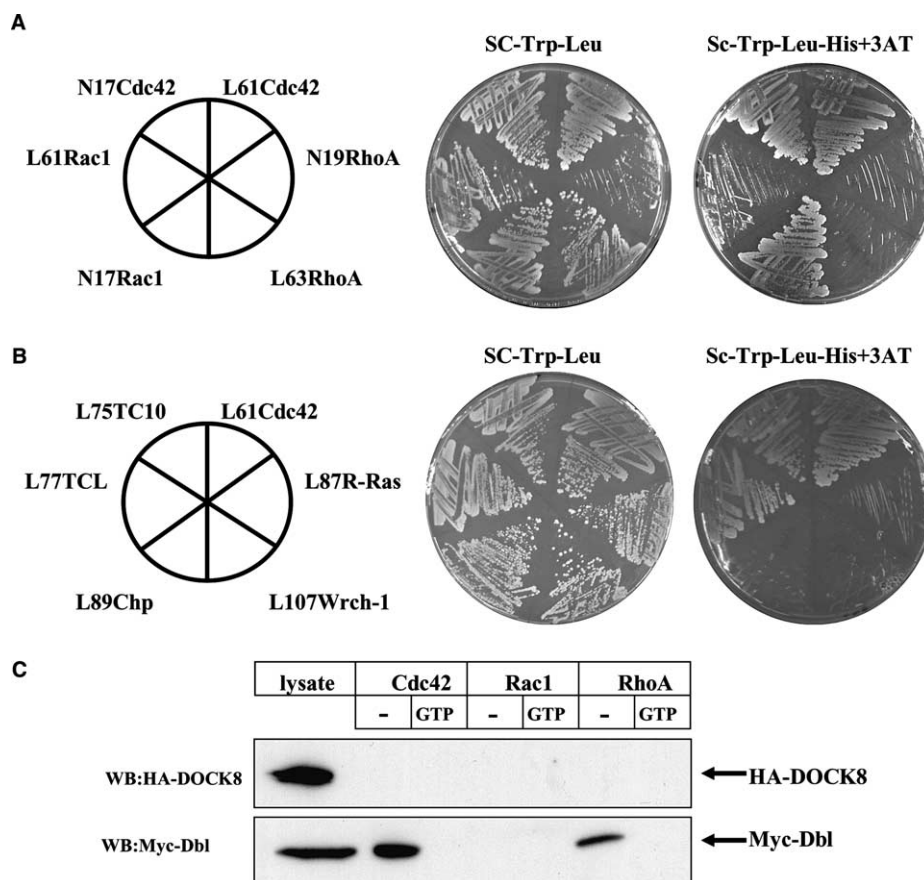 A
SC-Trp-Leu
Sc-Trp-Leu-His+3AT
N17Cdc42
L61Cdc42
L61Rac1
N19RhoA
N17Rac1
L63RhoA
B
SC-Trp-Leu
Sc-Trp-Leu-His+3AT
L75TC10
L61Cdc42
L77TCL
L87R-Ras
L89Chp
L107Wrch-1
C
lysate
Cdc42
Rac1
RhoA
-
GTP
-
GTP
-
GTP
WB:HA-DOCK8
HA-DOCK8
WB:Myc-Dbl
Myc-Dbl